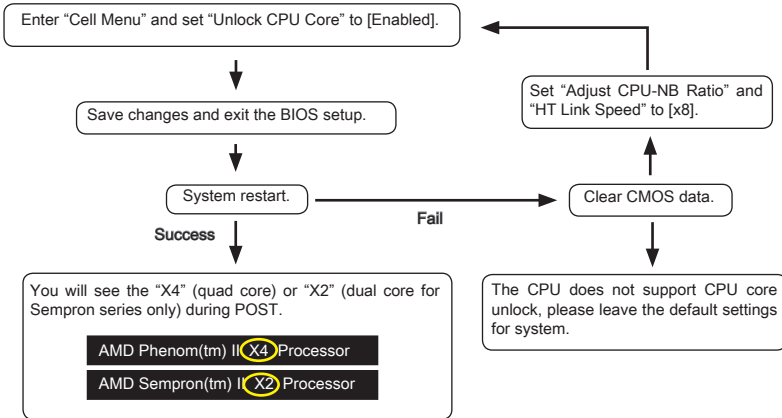 Enter “Cell Menu” and set “Unlock CPU Core” to [Enabled].
Save changes and exit the BIOS setup.
System restart.
Success
You will see the “X4” (quad core) or “X2” (dual core for
Sempron series only) during POST.
AMD Phenom(tm) II X4 Processor
AMD Sempron(tm) II X2 Processor
Fail
Set “Adjust CPU-NB Ratio” and
“HT Link Speed” to [x8].
Clear CMOS data.
The CPU does not support CPU core
unlock, please leave the default settings
for system.